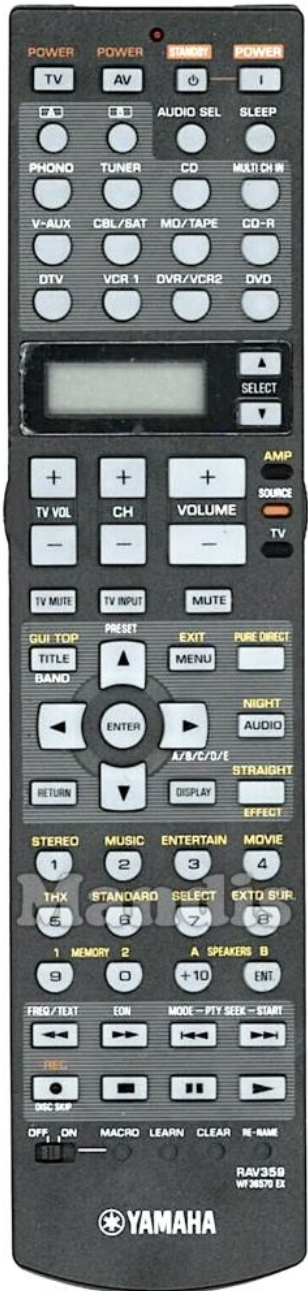 POWER POWER STANDBY POWER
TV AV I
A B AUDIO SEL SLEEP
PHONO TUNER CD MULTI CH IN
V-AUX CBL/SAT MD/TAPE CD-R
DTV VCR 1 DVR/VCR2 DVD
SELECT
AMP
SOURCE
TV
+ + +
TV VOL CH VOLUME
− − −
TV MUTE TV INPUT MUTE
PRESET
GUI TOP EXIT PURE DIRECT
TITLE MENU
BAND
NIGHT
ENTER AUDIO
A/B/C/D/E
STRAIGHT
RETURN DISPLAY
EFFECT
STEREO MUSIC ENTERTAIN MOVIE
1 2 3 4
THX STANDARD SELECT EXTD SUR.
5 6 7 8
Mandis
1 MEMORY 2 A SPEAKERS B
9 0 +10 ENT.
FREQ/TEXT EON MODE – PTY SEEK – START
REC
DISC SKIP
OFF ON MACRO LEARN CLEAR RE-NAME
RAV359
WF36570 EX
YAMAHA